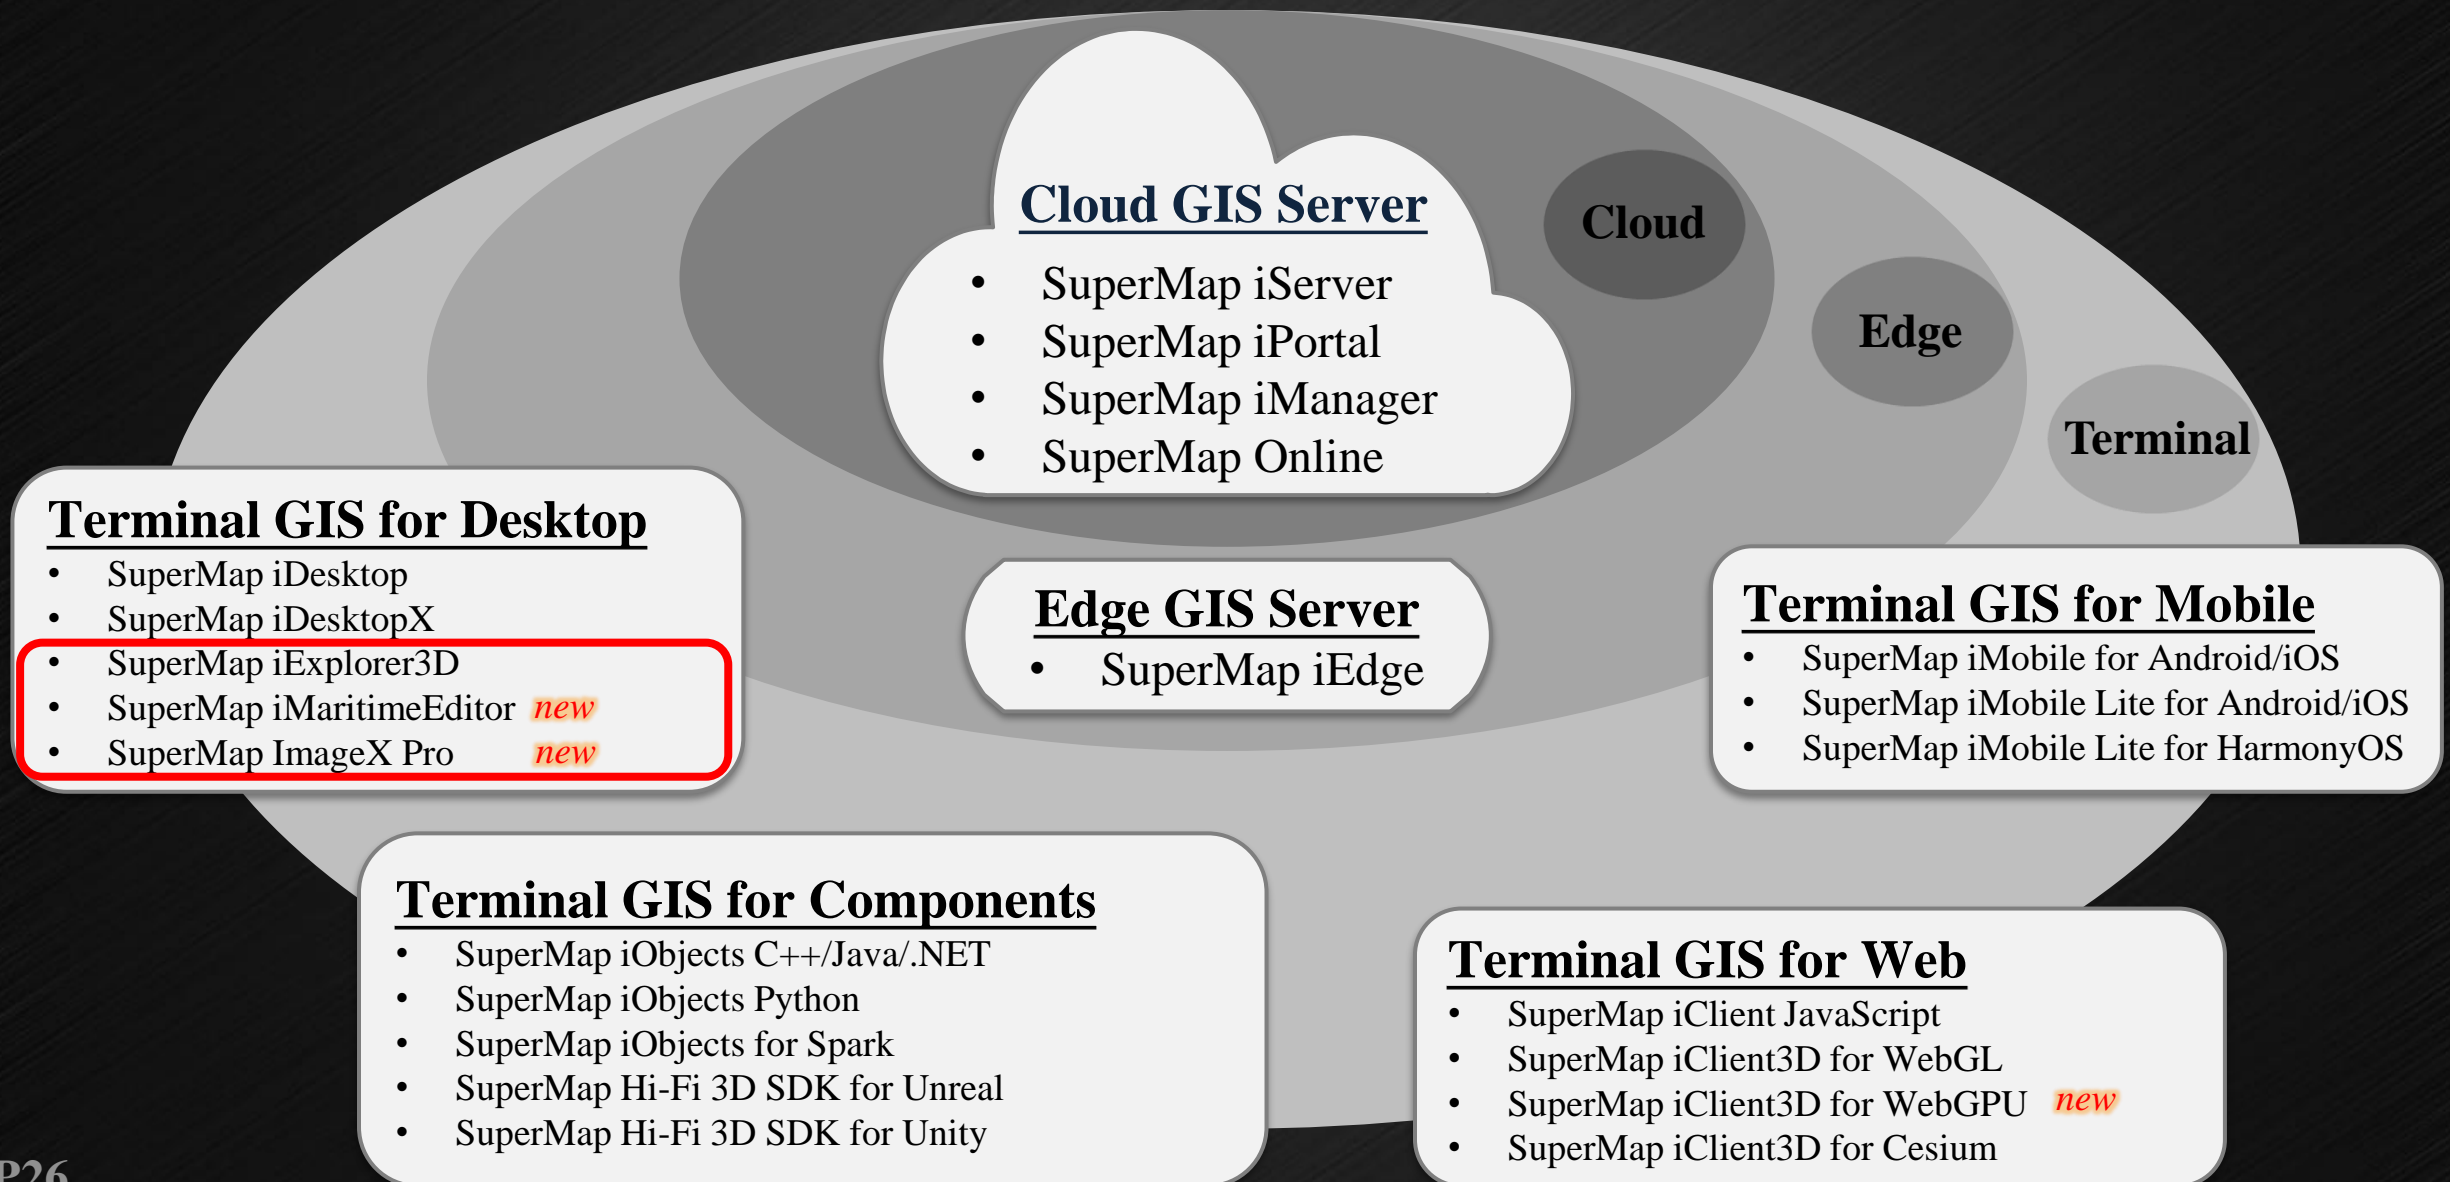 Cloud GIS Server
• SuperMap iServer
• SuperMap iPortal
• SuperMap iManager
• SuperMap Online
Cloud
Edge
Terminal
Terminal GIS for Desktop
• SuperMap iDesktop
• SuperMap iDesktopX
• SuperMap iExplorer3D
• SuperMap iMaritimeEditor new
• SuperMap ImageX Pro new
Edge GIS Server
• SuperMap iEdge
Terminal GIS for Mobile
• SuperMap iMobile for Android/iOS
• SuperMap iMobile Lite for Android/iOS
• SuperMap iMobile Lite for HarmonyOS
Terminal GIS for Components
• SuperMap iObjects C++/Java/.NET
• SuperMap iObjects Python
• SuperMap iObjects for Spark
• SuperMap Hi-Fi 3D SDK for Unreal
• SuperMap Hi-Fi 3D SDK for Unity
Terminal GIS for Web
• SuperMap iClient JavaScript
• SuperMap iClient3D for WebGL
• SuperMap iClient3D for WebGPU new
• SuperMap iClient3D for Cesium
P26